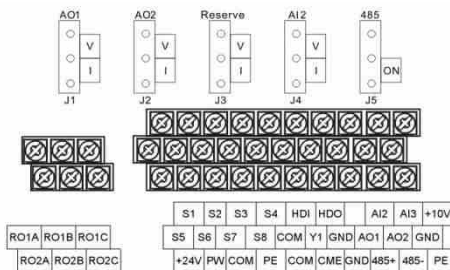 AO1 AO2 Reserve AI2 485
V V V V
I I I I ON
J1 J2 J3 J4 J5
S1 S2 S3 S4 HDI HDO AI2 AI3 +10V
RO1A RO1B RO1C S5 S6 S7 S8 COM Y1 GND AO1 AO2 GND
RO2A RO2B RO2C +24V PW COM PE COM CME GND 485+ 485- PE